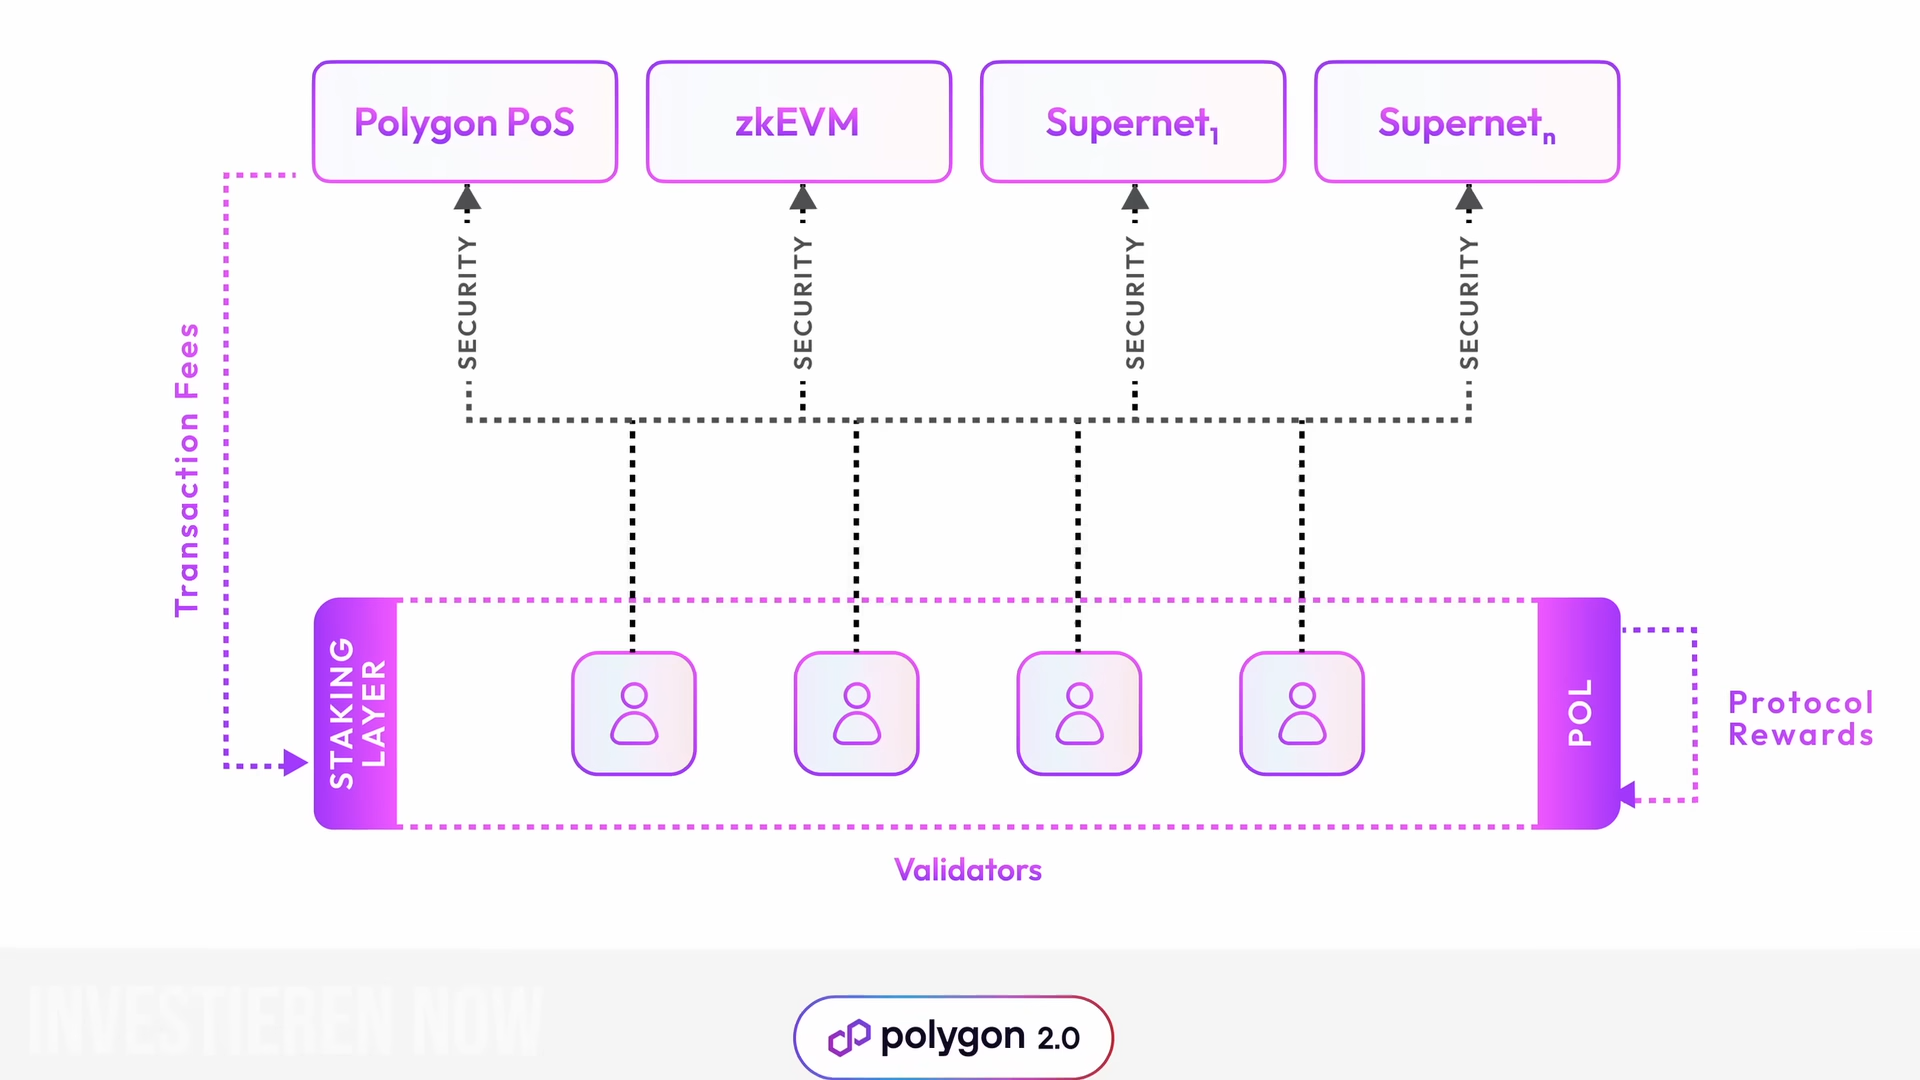 Polygon PoS
zkEVM
Supernet1
Supernetn
SECURITY
SECURITY
SECURITY
SECURITY
Transaction Fees
STAKING
LAYER
POL
Protocol
Rewards
Validators
INVESTIEREN NOW
polygon 2.0